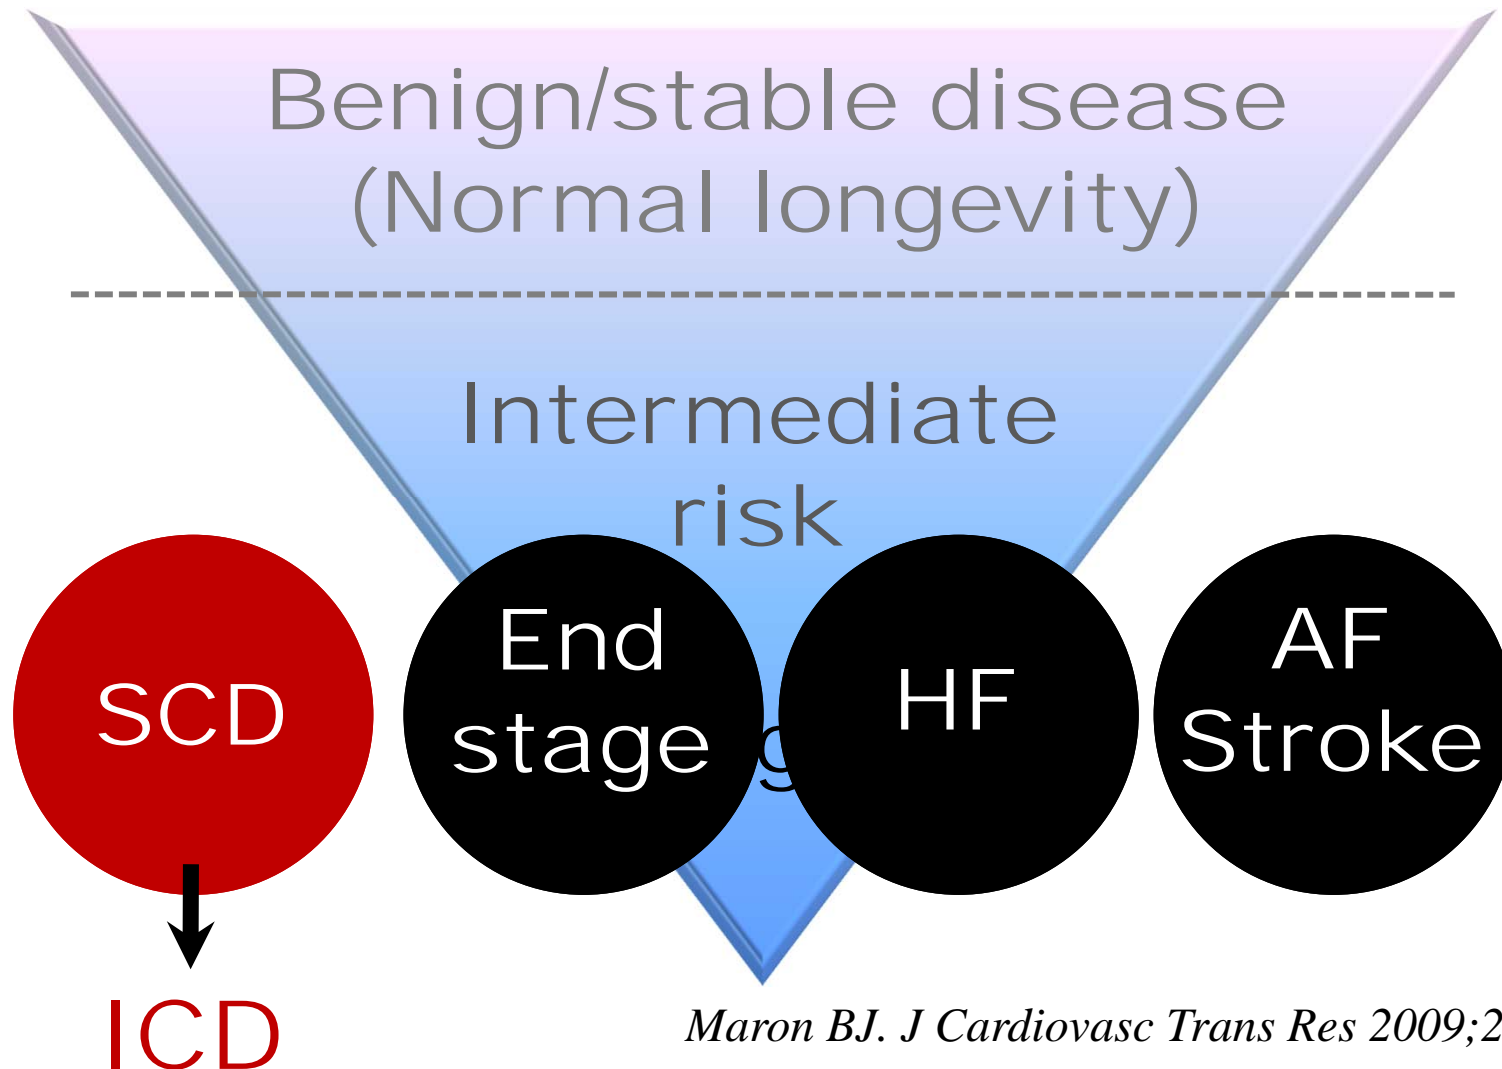 Benign/stable disease
(Normal longevity)
Intermediate
risk
SCD
End
stage
HF
AF
Stroke
ICD
Maron BJ. J Cardiovasc Trans Res 2009;2